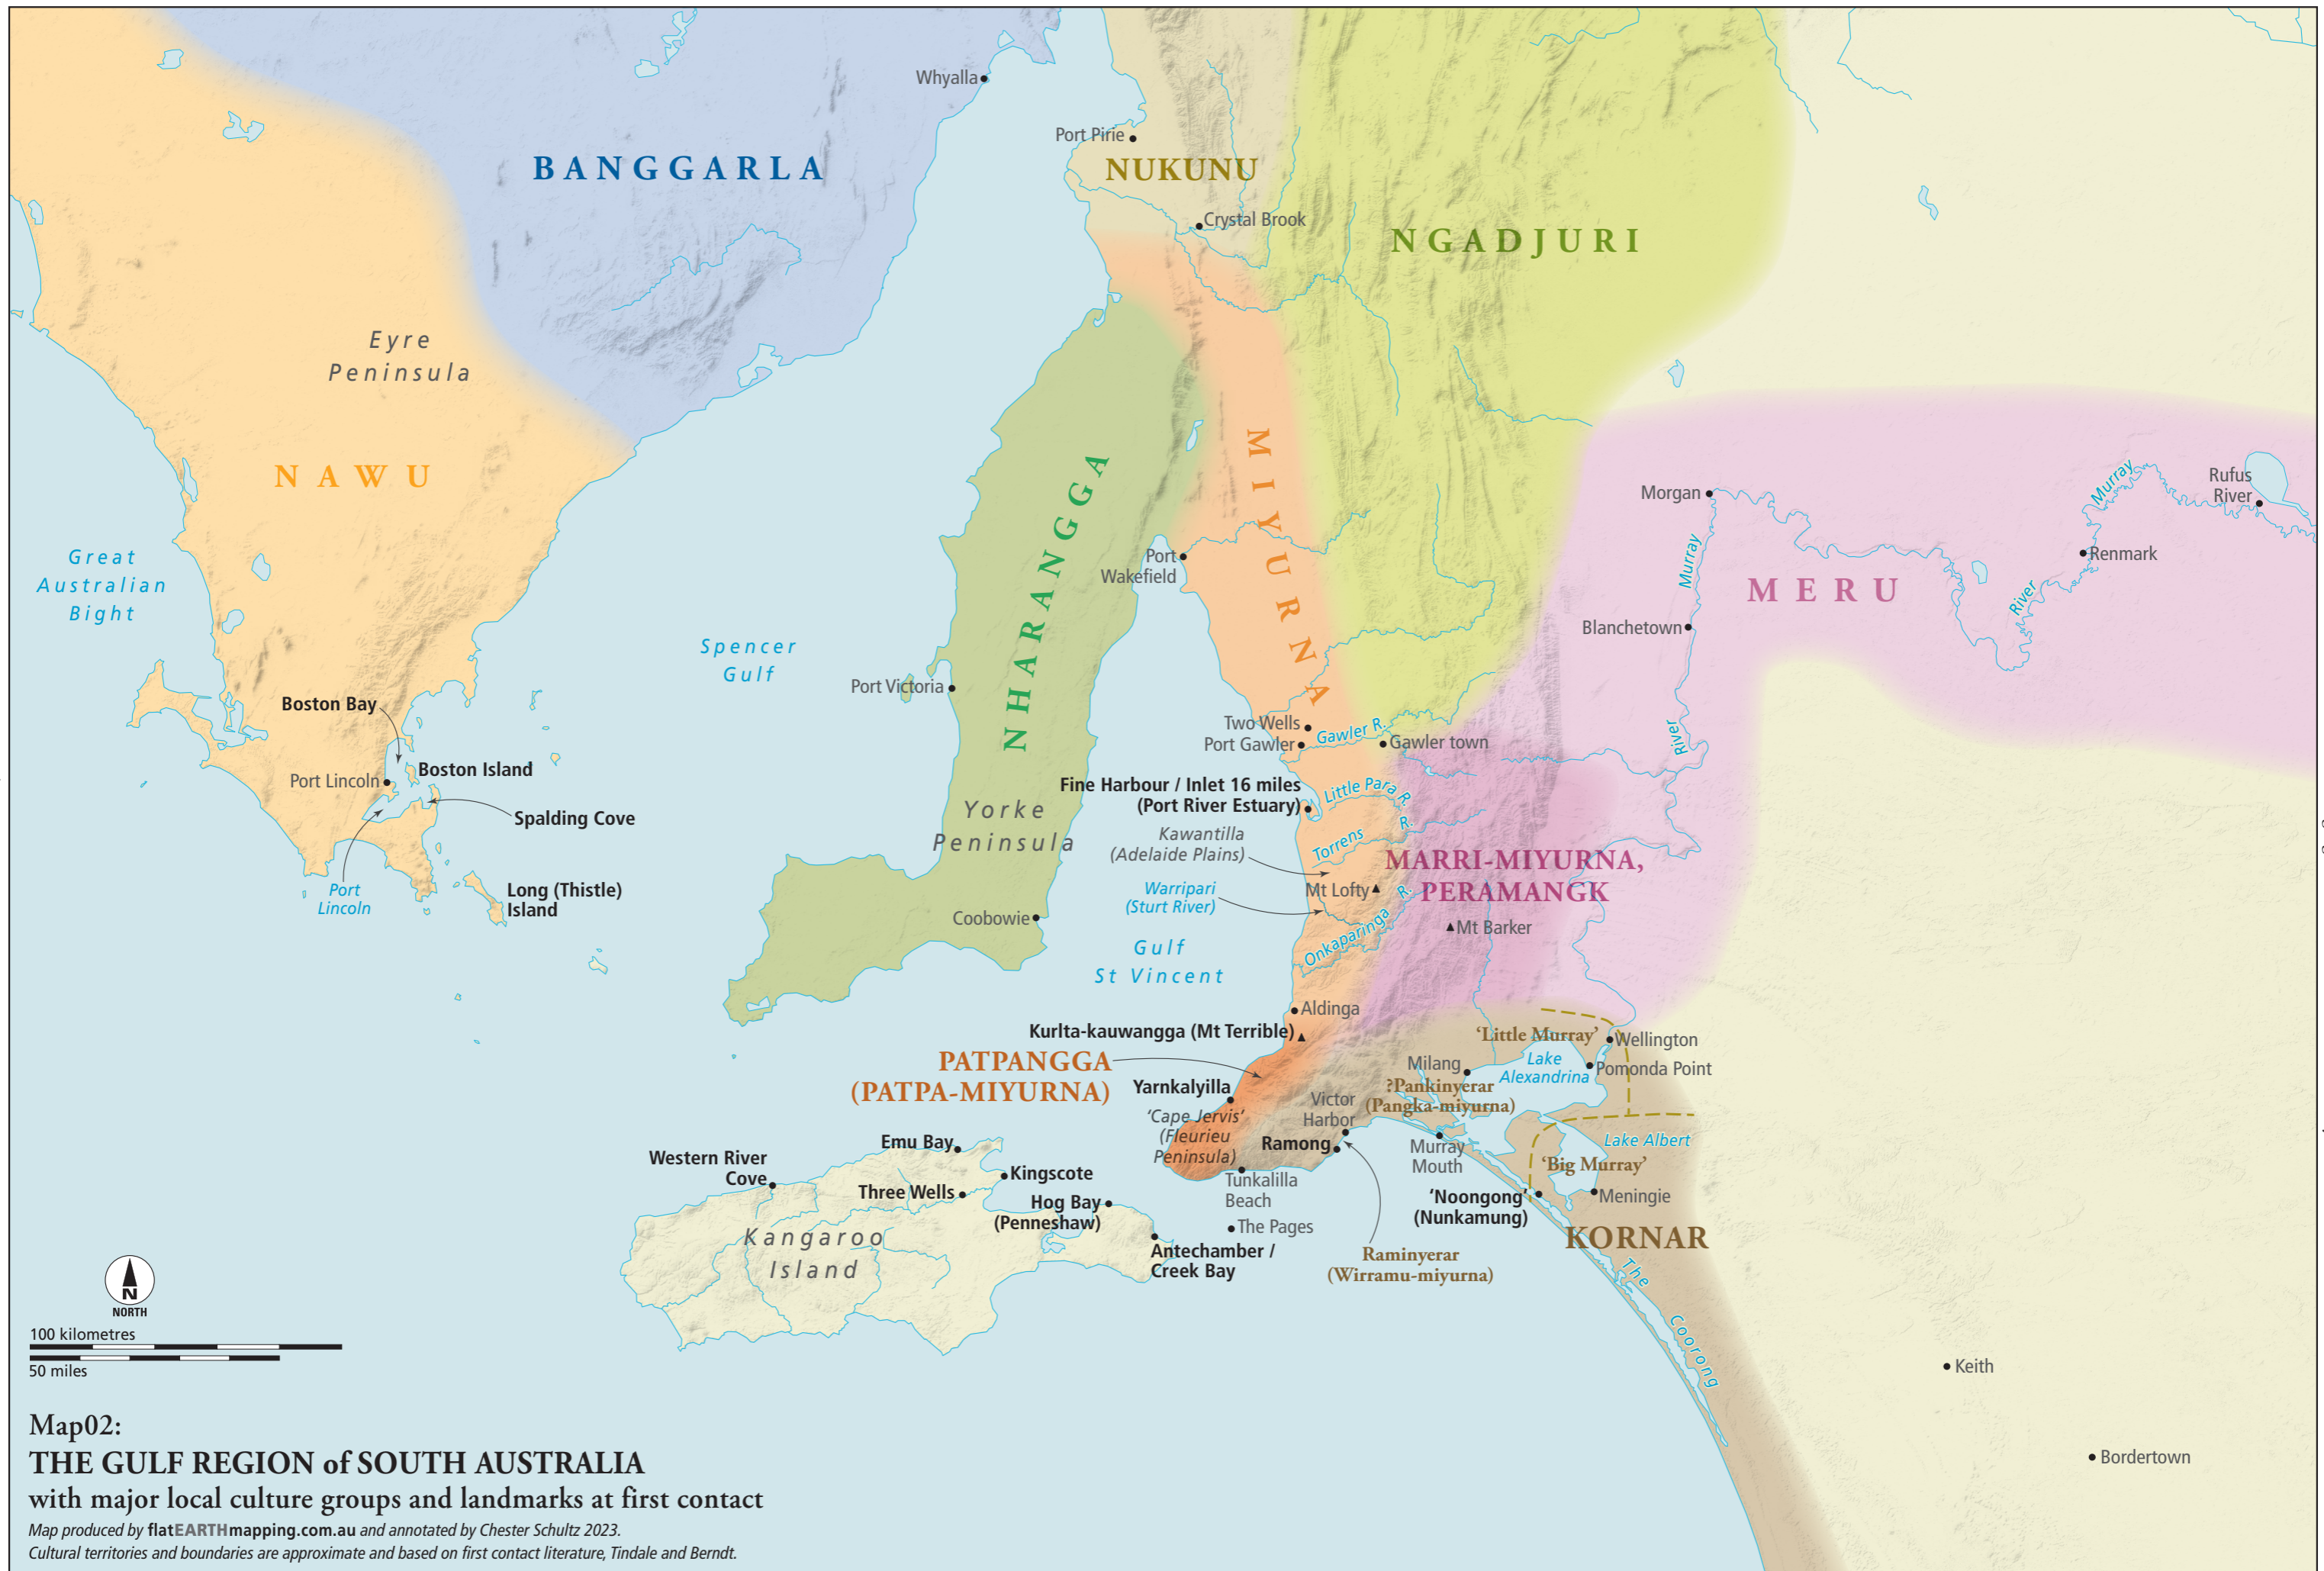 Whyalla
Port Pirie
BANGGARLA
NUKUNU
Crystal Brook
NGADJURI
Eyre
Peninsula
NAWU
MIYURNA
NHARANGGA
Morgan
Murray
Rufus
River
Murray
Renmark
River
MERU
Blanchetown
River
Great
Australian
Bight
Port
Wakefield
Spencer
Gulf
Port Victoria
Boston Bay
Boston Island
Port Lincoln
Spalding Cove
Port
Lincoln
Long (Thistle)
Island
Two Wells
Port Gawler
Gawler R.
Gawler town
Fine Harbour / Inlet 16 miles
(Port River Estuary)
Little Para R.
Yorke
Peninsula
Kawantilla
(Adelaide Plains)
Torrens R.
MARRI-MIYURNA,
PERAMANGK
Warripari
(Sturt River)
Mt Lofty
Onkaparinga R.
Mt Barker
Coobowie
Gulf
St Vincent
Aldinga
Kurlta-kauwangga (Mt Terrible)
PATPANGGA
(PATPA-MIYURNA)
'Little Murray'
Wellington
Milang
Lake
Alexandrina
Pomonda Point
?Pankinyerar
(Pangka-miyurna)
Yarnkalyilla
'Cape Jervis'
(Fleurieu
Peninsula)
Victor
Harbor
Ramong
Murray
Mouth
Lake Albert
'Big Murray'
Meningie
Emu Bay
Western River
Cove
Kingscote
Three Wells
Hog Bay
(Penneshaw)
Tunkalilla
Beach
The Pages
'Noongong'
(Nunkamung)
KORNAR
Kangaroo
Island
Antechamber /
Creek Bay
Raminyerar
(Wirramu-miyurna)
The Coorong
Keith
Bordertown
N
NORTH
100 kilometres
50 miles
Map02:
THE GULF REGION of SOUTH AUSTRALIA
with major local culture groups and landmarks at first contact
Map produced by flatEARTHmapping.com.au and annotated by Chester Schultz 2023.
Cultural territories and boundaries are approximate and based on first contact literature, Tindale and Berndt.